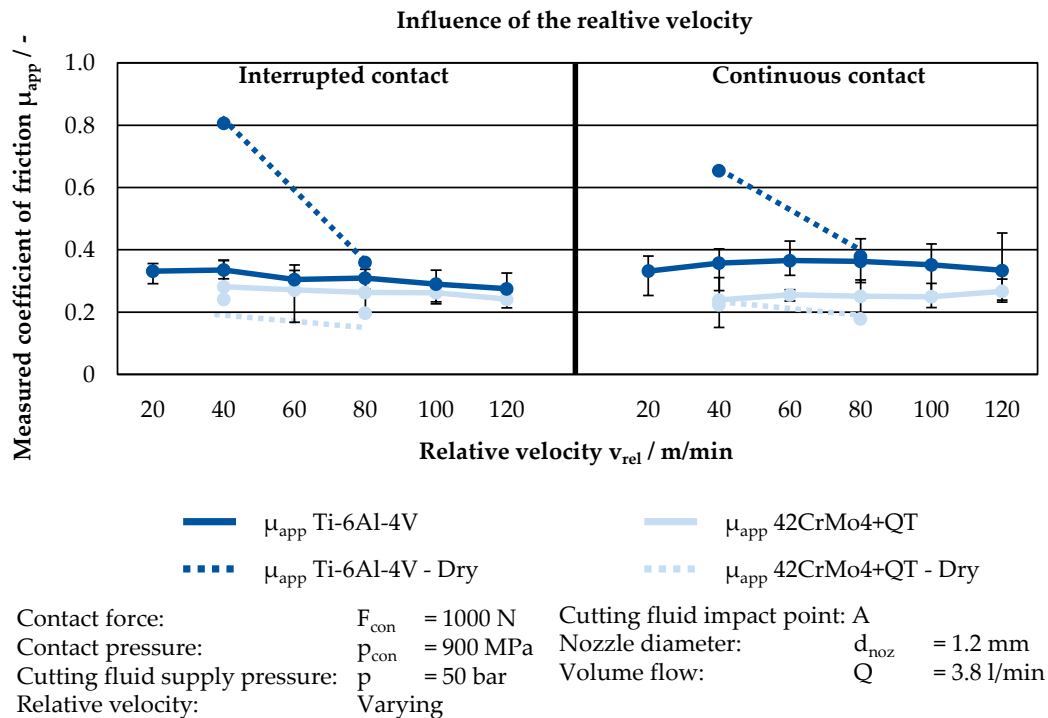 Influence of the realtive velocity
Measured coefficient of friction μapp / -
Interrupted contact
Continuous contact
1.0
0.8
0.6
0.4
0.2
0
20 40 60 80 100 120 20 40 60 80 100 120
Relative velocity vrel / m/min
μapp Ti-6Al-4V μapp 42CrMo4+QT
μapp Ti-6Al-4V - Dry μapp 42CrMo4+QT - Dry
Contact force: Fcon = 1000 N Cutting fluid impact point: A
Contact pressure: pcon = 900 MPa Nozzle diameter: dnoz = 1.2 mm
Cutting fluid supply pressure: p = 50 bar Volume flow: Q = 3.8 l/min
Relative velocity: Varying